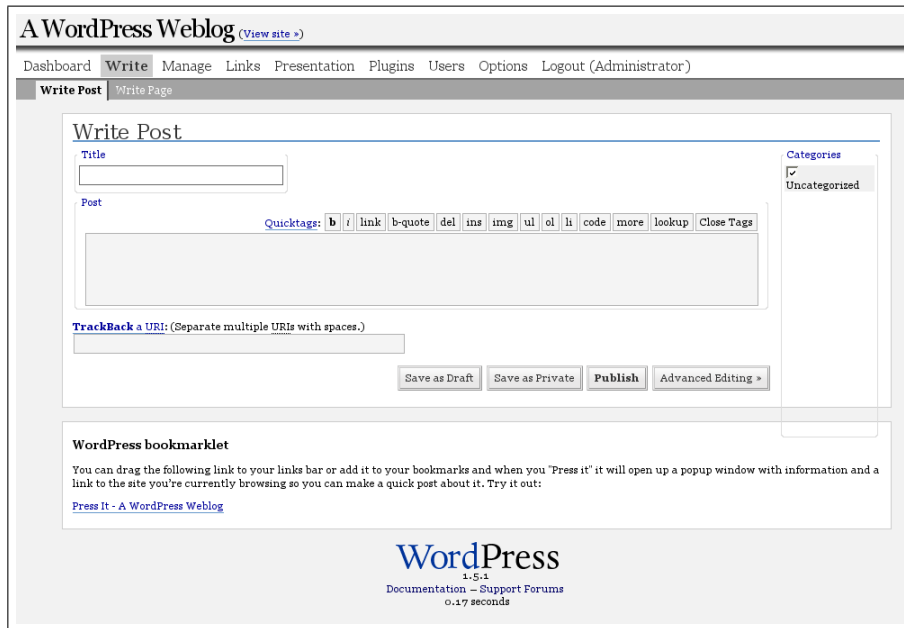 A WordPress Weblog (View site »)
Dashboard Write Manage Links Presentation Plugins Users Options Logout (Administrator)
Write Post Write Page
Write Post
Title
Categories
Uncategorized
Post
Quicktags: b i link b-quote del ins img ul ol li code more lookup Close Tags
TrackBack a URI: (Separate multiple URIs with spaces.)
Save as Draft Save as Private Publish Advanced Editing »
WordPress bookmarklet
You can drag the following link to your links bar or add it to your bookmarks and when you "Press it" it will open up a popup window with information and a
link to the site you're currently browsing so you can make a quick post about it. Try it out:
Press It - A WordPress Weblog
WordPress
1.5.1
Documentation — Support Forums
0.17 seconds